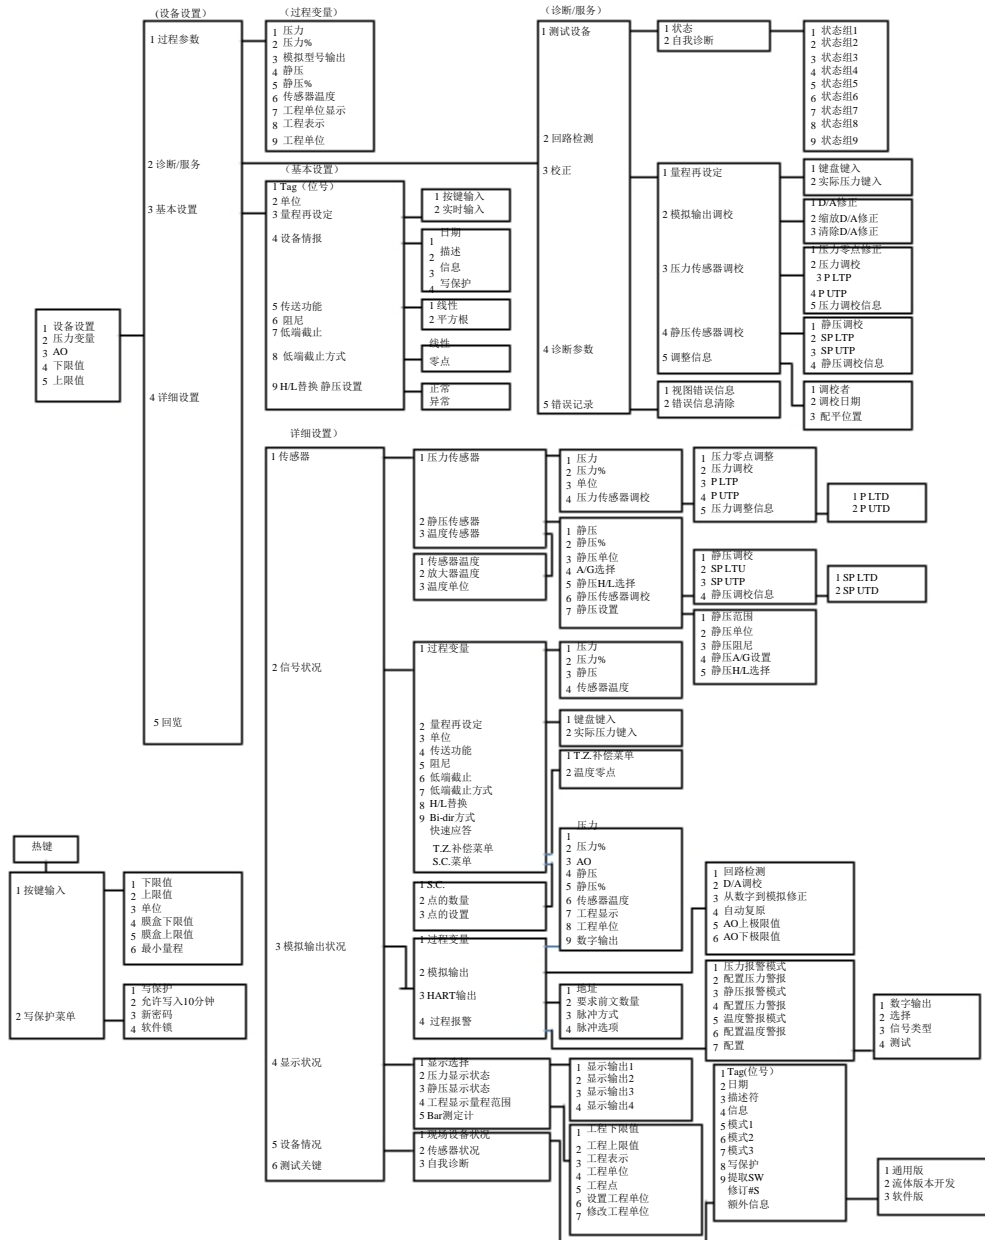 1 设备设置
2 压力变量
3 AO
4 下限值
5 上限值
(设备设置)
1 过程参数
2 诊断/服务
3 基本设置
4 详细设置
5 回览
(过程变量)
1 压力
2 压力%
3 模拟型号输出
4 静压
5 静压%
6 传感器温度
7 工程单位显示
8 工程表示
9 工程单位
(基本设置)
1 Tag（位号）
2 单位
3 量程再设定
4 设备情报
5 传送功能
6 阻尼
7 低端截止
8 低端截止方式
9 H/L替换 静压设置
1 按键输入
2 实时输入
1 日期
2 描述
3 信息
4 写保护
1 线性
2 平方根
线性
零点
正常
异常
(诊断/服务)
1 测试设备
2 回路检测
3 校正
4 诊断参数
5 错误记录
1 状态
2 自我诊断
1 状态组1
2 状态组2
3 状态组3
4 状态组4
5 状态组5
6 状态组6
7 状态组7
8 状态组8
9 状态组9
1 量程再设定
2 模拟输出调校
3 压力传感器调校
4 静压传感器调校
5 调整信息
1 键盘键入
2 实际压力键入
1 D/A修正
2 缩放D/A修正
3 清除D/A修正
1 压力零点修正
2 压力调校
3 P LTP
4 P UTP
5 压力调校信息
1 静压调校
2 SP LTP
3 SP UTP
4 静压调校信息
1 调校者
2 调校日期
3 配平位置
1 视图错误信息
2 错误信息清除
详细设置）
1 传感器
2 信号状况
3 模拟输出状况
4 显示状况
5 设备情况
6 测试关键
1 压力传感器
2 静压传感器
3 温度传感器
1 传感器温度
2 放大器温度
3 温度单位
1 压力
2 压力%
3 单位
4 压力传感器调校
1 压力零点调整
2 压力调校
3 P LTP
4 P UTP
5 压力调整信息
1 P LTD
2 P UTD
1 静压
2 静压%
3 静压单位
4 A/G选择
5 静压H/L选择
6 静压传感器调校
7 静压设置
1 静压调校
2 SP LTU
3 SP UTP
4 静压调校信息
1 SP LTD
2 SP UTD
1 静压范围
2 静压单位
3 静压阻尼
4 静压A/G设置
5 静压H/L选择
1 过程变量
2 量程再设定
3 单位
4 传送功能
5 阻尼
6 低端截止
7 低端截止方式
8 H/L替换
9 Bi-dir方式
快速应答
T.Z.补偿菜单
S.C.菜单
1 压力
2 压力%
3 静压
4 传感器温度
1 键盘键入
2 实际压力键入
1 T.Z.补偿菜单
2 温度零点
1 S.C.
2 点的数量
3 点的设置
1 过程变量
2 模拟输出
3 HART输出
4 过程报警
1 压力
2 压力%
3 AO
4 静压
5 静压%
6 传感器温度
7 工程显示
8 工程单位
9 数字输出
1 回路检测
2 D/A调校
3 从数字到模拟修正
4 自动复原
5 AO上极限值
6 AO下极限值
1 地址
2 要求前文数量
3 脉冲方式
4 脉冲选项
1 压力报警模式
2 配置压力警报
3 静压报警模式
4 配置压力警报
5 温度警报模式
6 配置温度警报
7 配置
1 数字输出
2 选择
3 信号类型
4 测试
1 显示选择
2 压力显示状态
3 静压显示状态
4 工程显示量程范围
5 Bar测定计
1 显示输出1
2 显示输出2
3 显示输出3
4 显示输出4
1 工程下限值
2 工程上限值
3 工程表示
4 工程单位
5 工程点
6 设置工程单位
7 修改工程单位
1 现场设备状况
2 传感器状况
3 自我诊断
1 Tag(位号）
2 日期
3 描述符
4 信息
5 模式1
6 模式2
7 模式3
8 写保护
9 提取SW
修订#S
额外信息
1 通用版
2 流体版本开发
3 软件版
热键
1 按键输入
2 写保护菜单
1 下限值
2 上限值
3 单位
4 膜盒下限值
5 膜盒上限值
6 最小量程
1 写保护
2 允许写入10分钟
3 新密码
4 软件锁